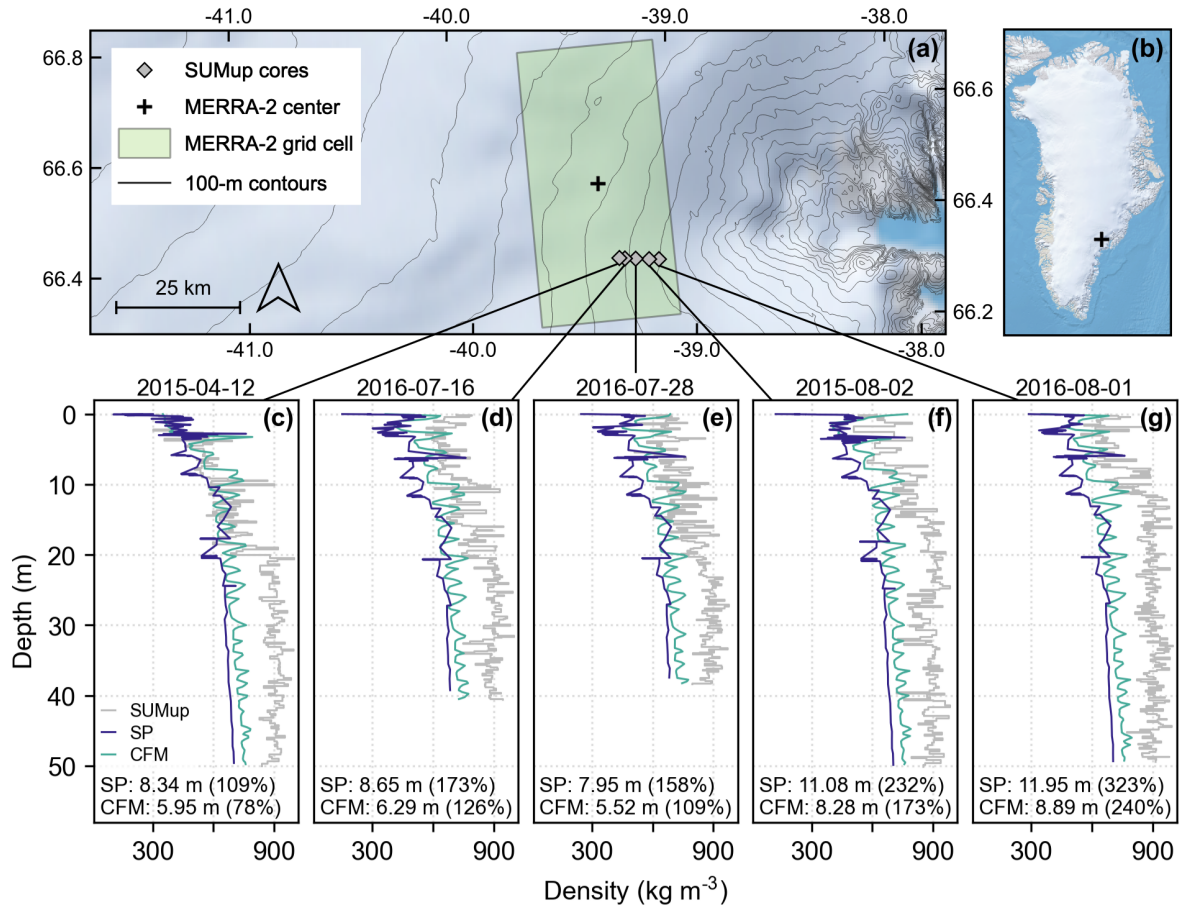 -41.0 -40.0 -39.0 -38.0
(a)
(b)
66.8
66.6
66.4
66.6
66.4
66.2
SUMup cores
MERRA-2 center
MERRA-2 grid cell
100-m contours
25 km
-41.0 -40.0 -39.0 -38.0
2015-04-12 2016-07-16 2016-07-28 2015-08-02 2016-08-01
(c) (d) (e) (f) (g)
0
10
20
30
40
50
Depth (m)
SUMup
SP
CFM
SP: 8.34 m (109%)
CFM: 5.95 m (78%)
SP: 8.65 m (173%)
CFM: 6.29 m (126%)
SP: 7.95 m (158%)
CFM: 5.52 m (109%)
SP: 11.08 m (232%)
CFM: 8.28 m (173%)
SP: 11.95 m (323%)
CFM: 8.89 m (240%)
300 900 300 900 300 900 300 900 300 900
Density (kg m⁻³)